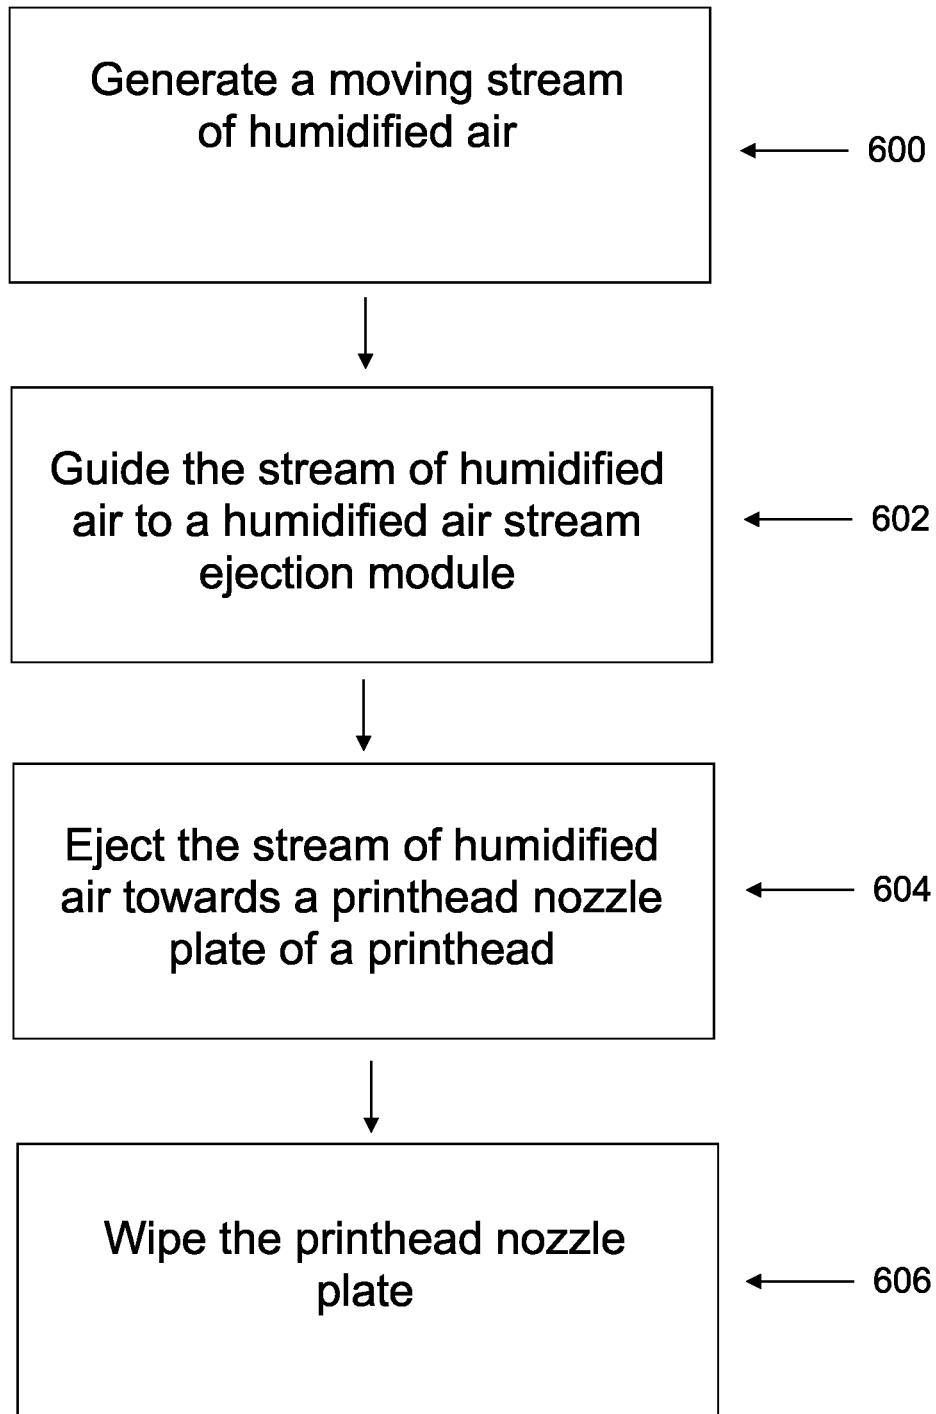 Generate a moving stream
of humidified air
600
Guide the stream of humidified
air to a humidified air stream
ejection module
602
Eject the stream of humidified
air towards a printhead nozzle
plate of a printhead
604
Wipe the printhead nozzle
plate
606